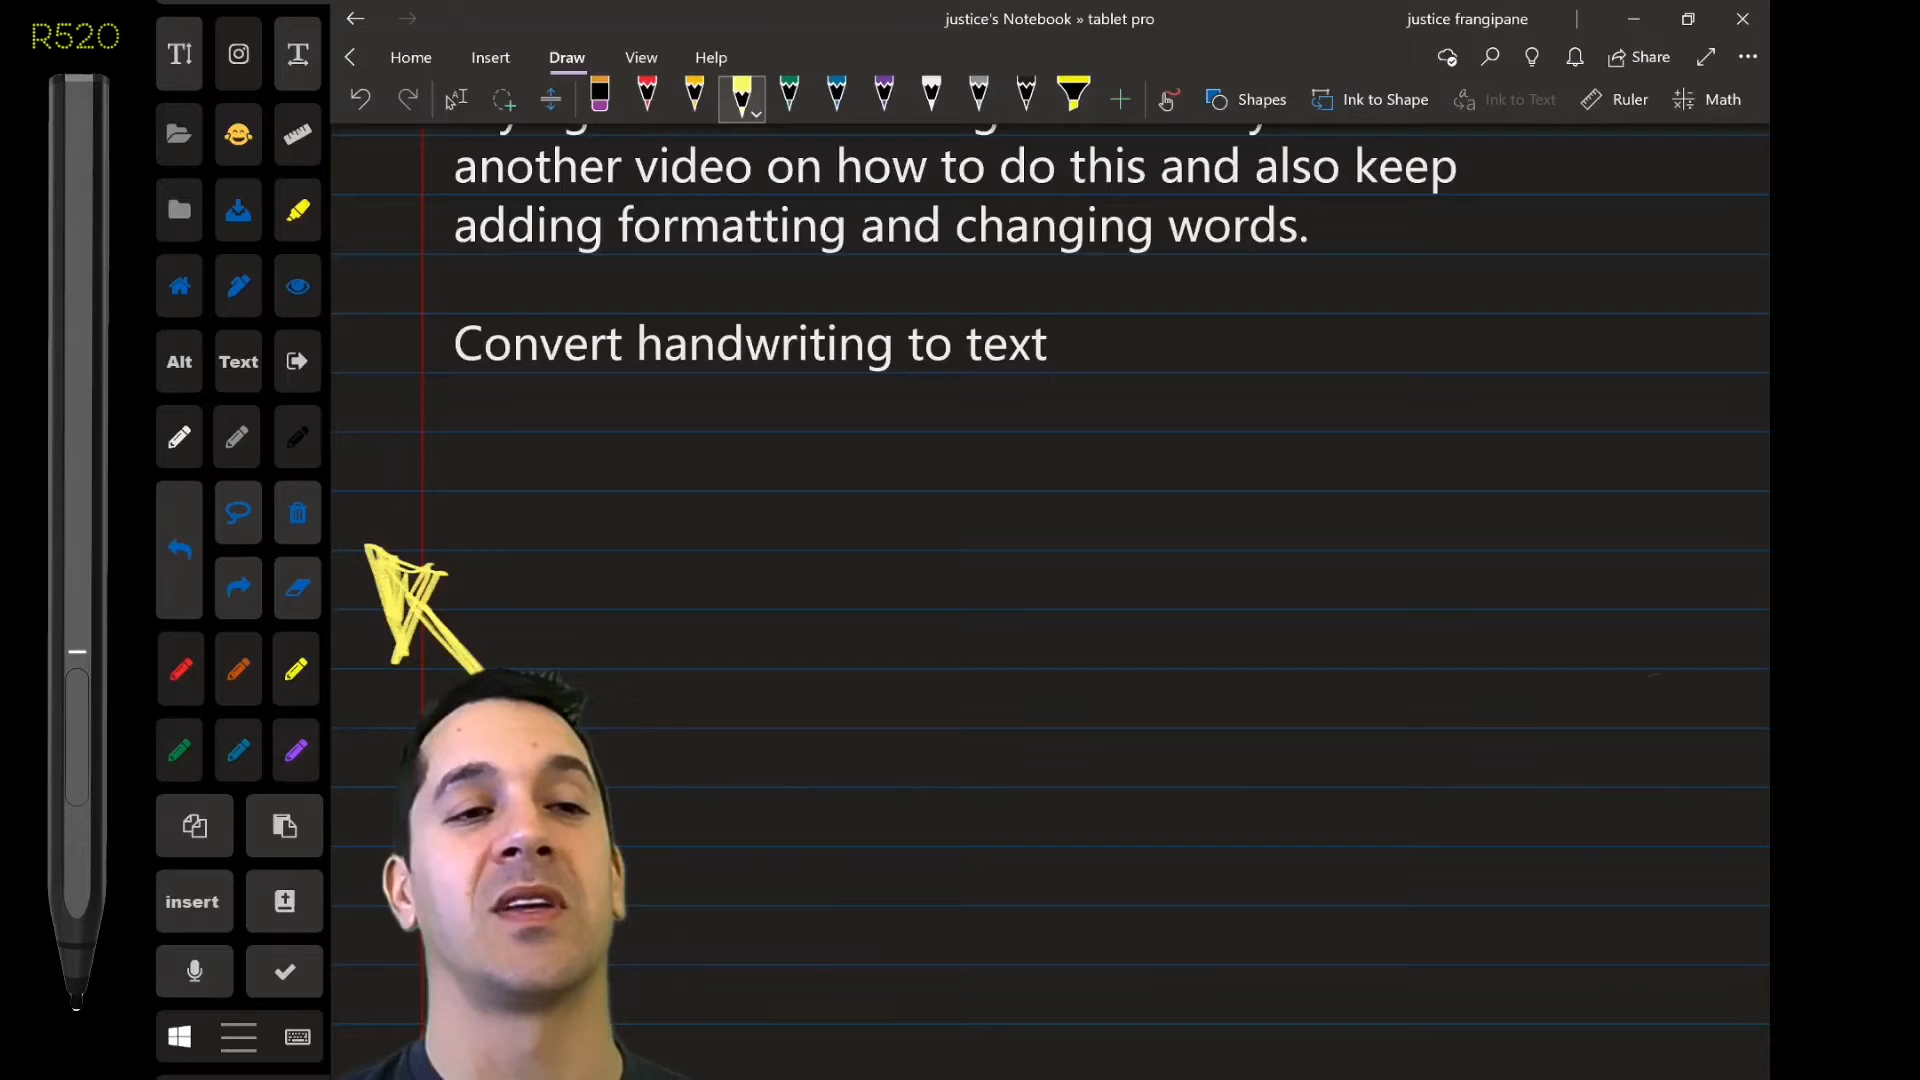 R520
justice's Notebook » tablet pro
justice frangipane
Home Insert Draw View Help
Share
Shapes Ink to Shape Ink to Text Ruler Math
another video on how to do this and also keep
adding formatting and changing words.
Convert handwriting to text
Alt Text
insert